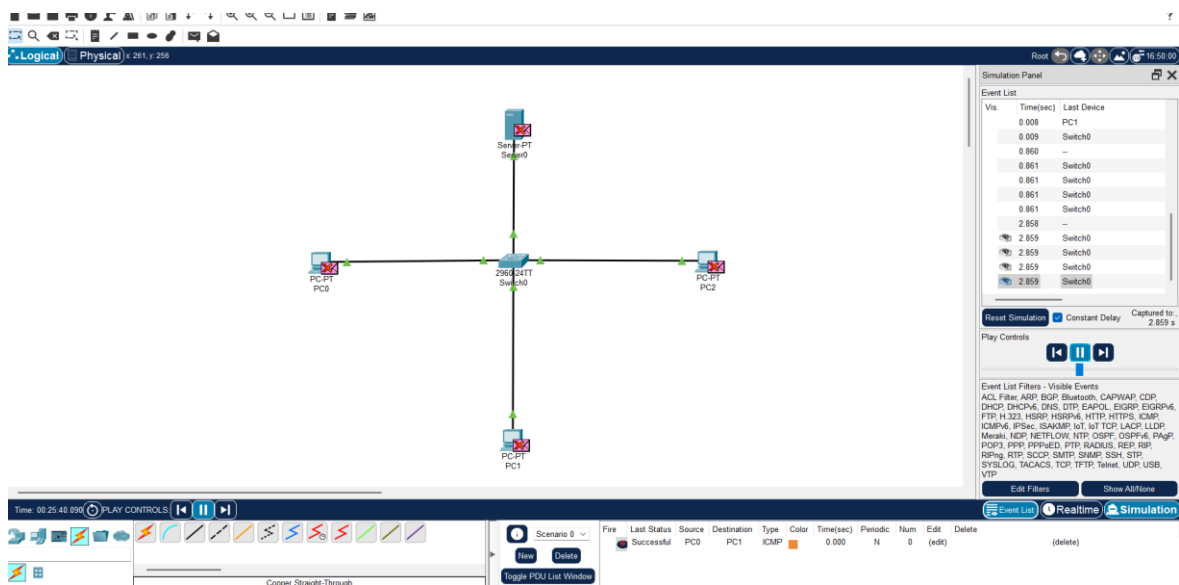 ?
Logical
Physical x: 261, y: 256
Root
16:50:00
Simulation Panel
Event List
Vis. Time(sec) Last Device
0.008 PC1
0.009 Switch0
0.860 --
0.861 Switch0
0.861 Switch0
0.861 Switch0
0.861 Switch0
2.858 --
2.859 Switch0
2.859 Switch0
2.859 Switch0
2.859 Switch0
Reset Simulation
Constant Delay
Captured to:
2.859 s
Play Controls
Event List Filters - Visible Events
ACL Filter, ARP, BGP, Bluetooth, CAPWAP, CDP,
DHCP, DHCPv6, DNS, DTP, EAPOL, EIGRP, EIGRPv6,
FTP, H.323, HSRP, HSRPv6, HTTP, HTTPS, ICMP,
ICMPv6, IPSec, ISAKMP, IoT, IoT TCP, LACP, LLDP,
Meraki, NDP, NETFLOW, NTP, OSPF, OSPFv6, PAgP,
POP3, PPP, PPPoED, PTP, RADIUS, REP, RIP,
RIPng, RTP, SCCP, SMTP, SNMP, SSH, STP,
SYSLOG, TACACS, TCP, TFTP, Telnet, UDP, USB,
VTP
Edit Filters
Show All/None
Server-PT
Server0
PC-PT
PC0
2960-24TT
Switch0
PC-PT
PC2
PC-PT
PC1
Time: 00:25:40.090
PLAY CONTROLS:
Event List
Realtime
Simulation
Scenario 0
New
Delete
Toggle PDU List Window
Fire Last Status Source Destination Type Color Time(sec) Periodic Num Edit Delete
Successful PC0 PC1 ICMP 0.000 N 0 (edit) (delete)
Copper Straight-Through